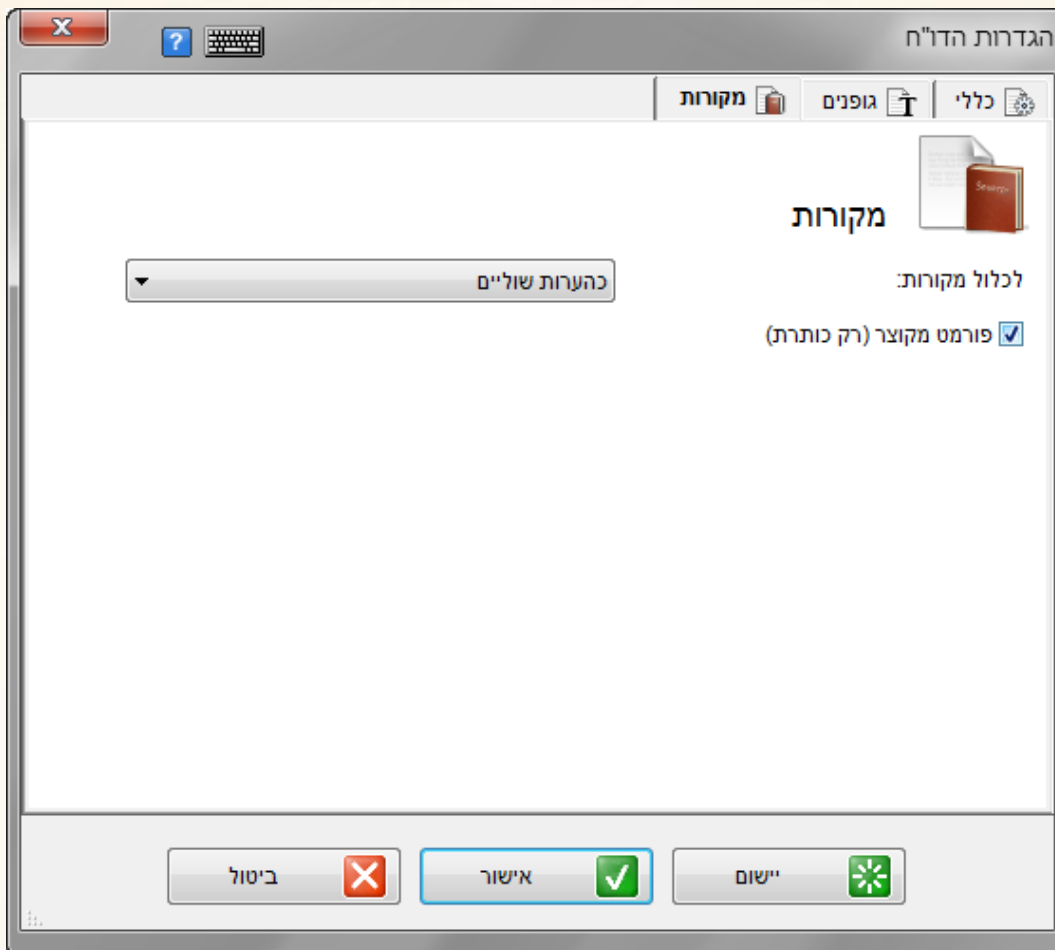 הגדרות הדו"ח
כללי
גופנים
מקורות
מקורות
לכלול מקורות:
כהערות שוליים
פורמט מקוצר (רק כותרת)
יישום
אישור
ביטול